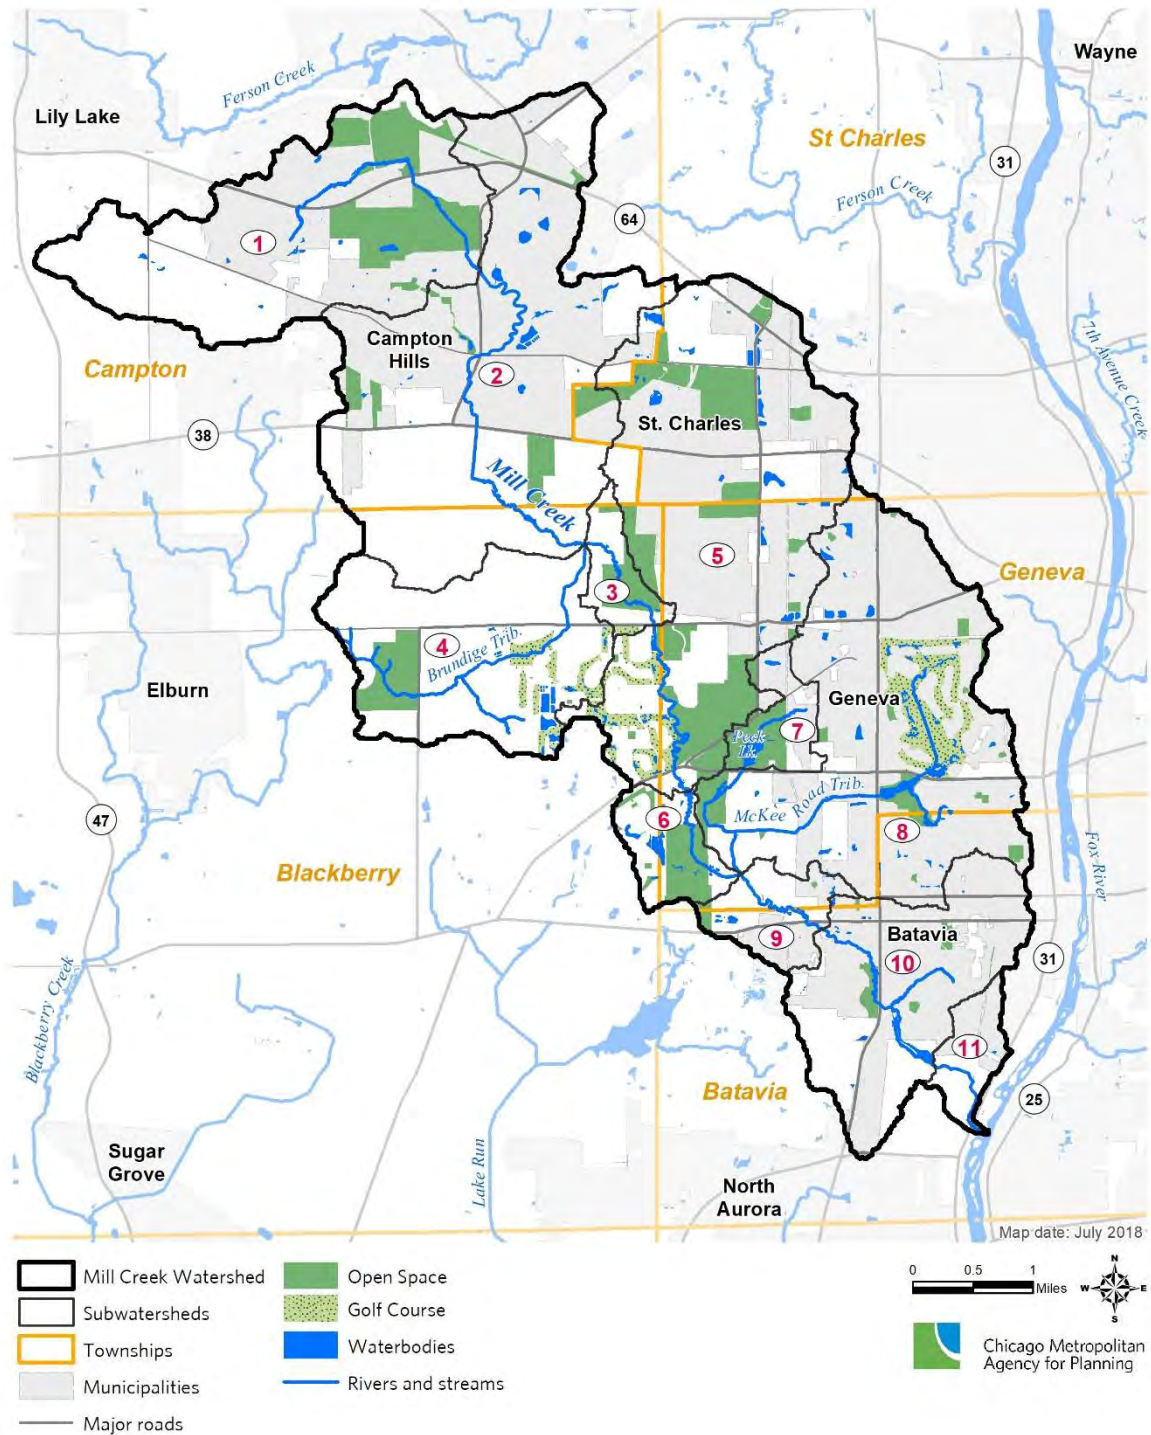 Wayne
Ferson Creek
Lily Lake
St Charles
31
Ferson Creek
64
1
7th Avenue Creek
Campton
Hills
Campton
2
St. Charles
38
Mill Creek
5
Geneva
3
4
Brundige Trib.
Elburn
Geneva
7
Peck
Lk.
McKee Road Trib.
6
8
47
Fox River
Blackberry
Batavia
9
10
31
Blackberry Creek
11
Batavia
25
Sugar
Grove
Lake Run
North
Aurora
Map date: July 2018
Mill Creek Watershed
Subwatersheds
Townships
Municipalities
Major roads
Open Space
Golf Course
Waterbodies
Rivers and streams
0 0.5 1
Miles
N
W E
S
Chicago Metropolitan
Agency for Planning